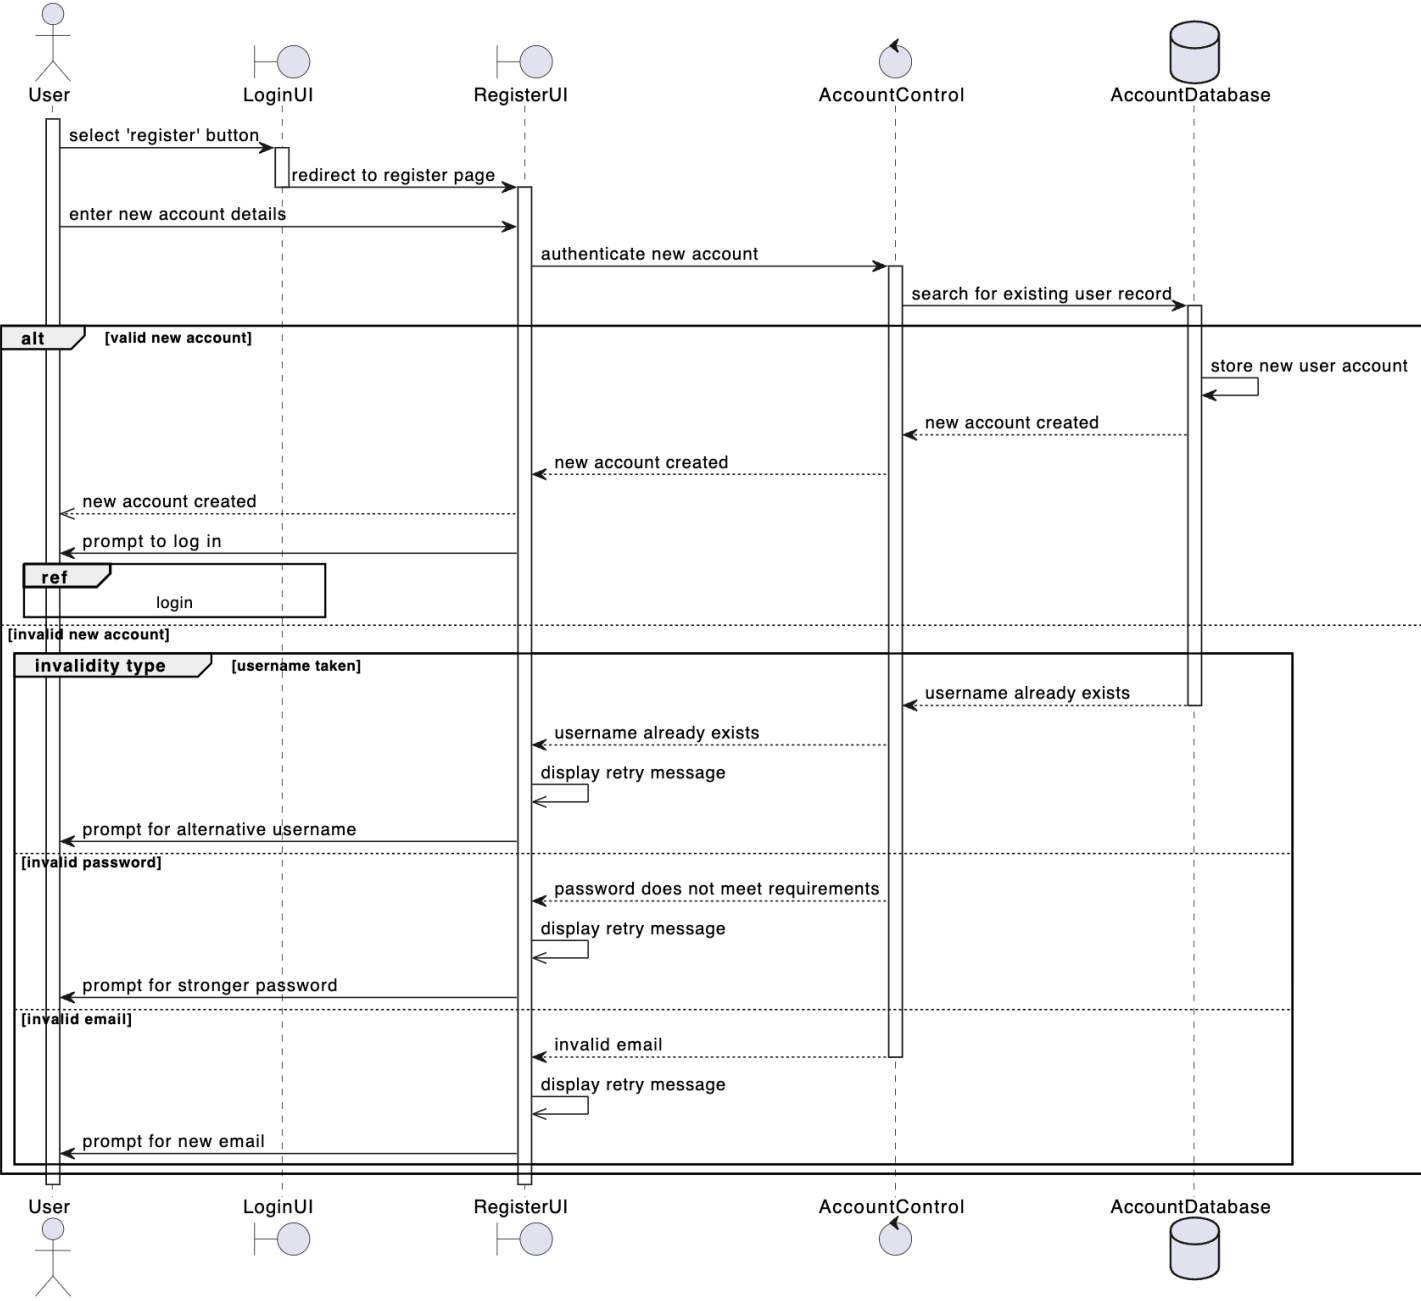 User
LoginUI
RegisterUI
AccountControl
AccountDatabase
select 'register' button
redirect to register page
enter new account details
authenticate new account
search for existing user record
alt
[valid new account]
store new user account
new account created
new account created
new account created
prompt to log in
ref
login
[invalid new account]
invalidity type
[username taken]
username already exists
username already exists
display retry message
prompt for alternative username
[invalid password]
password does not meet requirements
display retry message
prompt for stronger password
[invalid email]
invalid email
display retry message
prompt for new email
User
LoginUI
RegisterUI
AccountControl
AccountDatabase